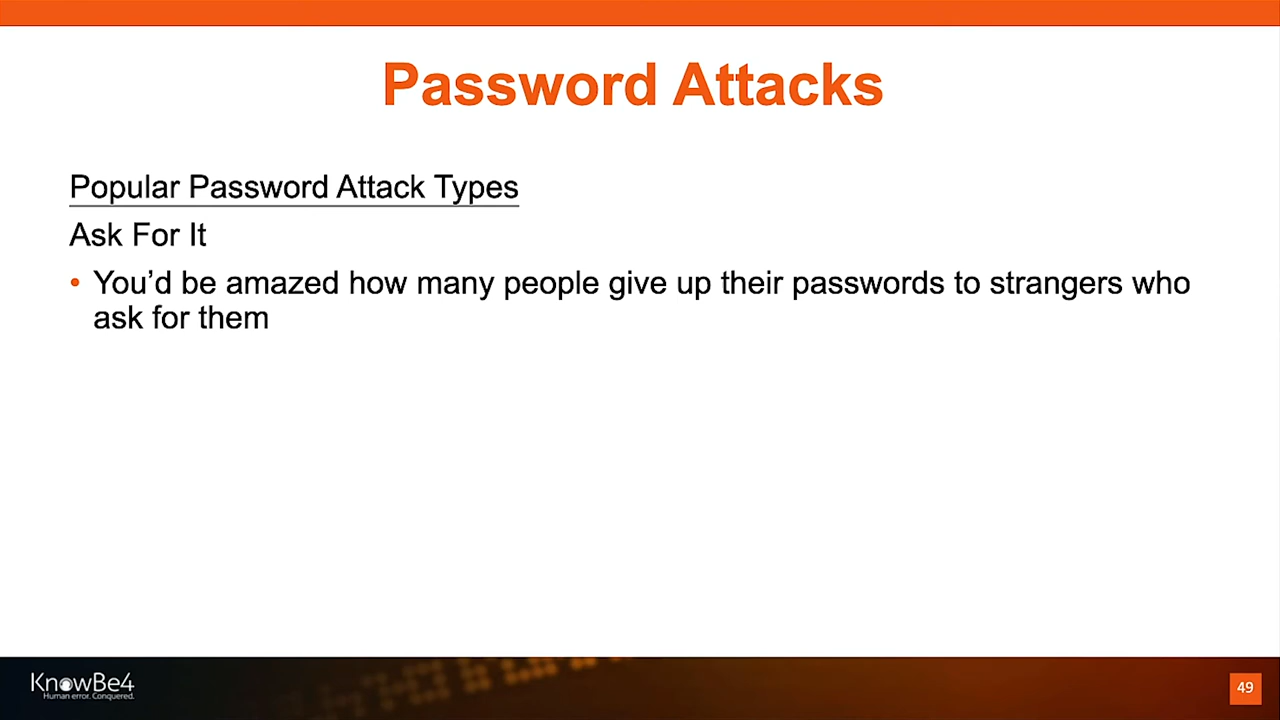 Password Attacks
Popular Password Attack Types
Ask For It
• You’d be amazed how many people give up their passwords to strangers who
ask for them
KnowBe4
Human error. Conquered.
49